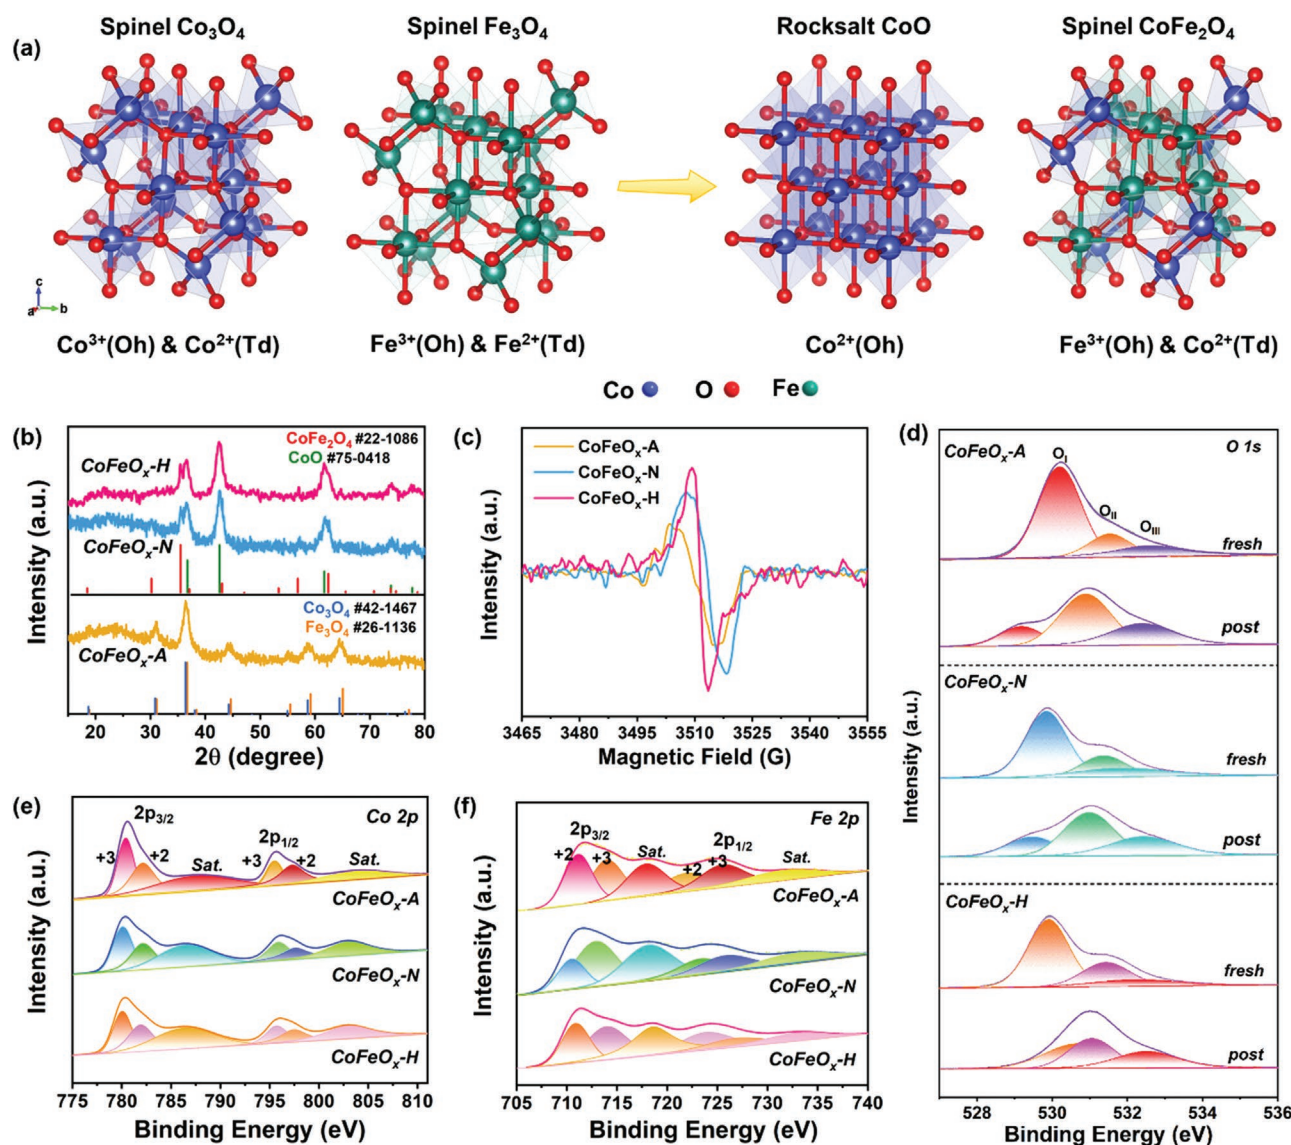 (a)
Spinel Co₃O₄
Spinel Fe₃O₄
Rocksalt CoO
Spinel CoFe₂O₄
c
a
b
Co³⁺(Oh) & Co²⁺(Td)
Fe³⁺(Oh) & Fe²⁺(Td)
Co²⁺(Oh)
Fe³⁺(Oh) & Co²⁺(Td)
Co
O
Fe
(b)
CoFe₂O₄ #22-1086
CoO #75-0418
CoFeOₓ-H
CoFeOₓ-N
Co₃O₄ #42-1467
Fe₃O₄ #26-1136
CoFeOₓ-A
Intensity (a.u.)
20 30 40 50 60 70 80
2θ (degree)
(c)
CoFeOₓ-A
CoFeOₓ-N
CoFeOₓ-H
Intensity (a.u.)
3465 3480 3495 3510 3525 3540 3555
Magnetic Field (G)
(d)
CoFeOₓ-A
O 1s
O_I
O_II
O_III
fresh
post
CoFeOₓ-N
fresh
post
CoFeOₓ-H
fresh
post
Intensity (a.u.)
528 530 532 534 536
Binding Energy (eV)
(e)
Co 2p
2p₃/₂
+3
+2
Sat.
2p₁/₂
+3
+2
Sat.
CoFeOₓ-A
CoFeOₓ-N
CoFeOₓ-H
Intensity (a.u.)
775 780 785 790 795 800 805 810
Binding Energy (eV)
(f)
Fe 2p
2p₃/₂
+2
+3
Sat.
2p₁/₂
+2
+3
Sat.
CoFeOₓ-A
CoFeOₓ-N
CoFeOₓ-H
Intensity (a.u.)
705 710 715 720 725 730 735 740
Binding Energy (eV)